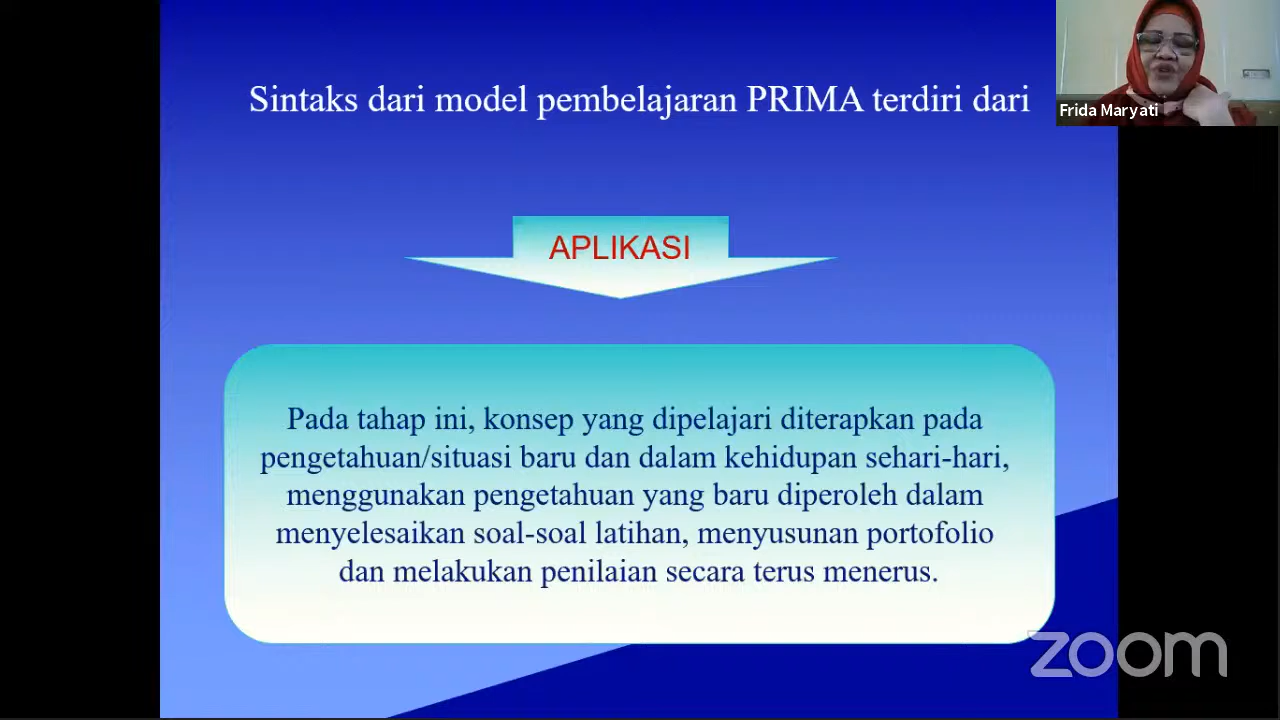 Sintaks dari model pembelajaran PRIMA terdiri dari
Frida Maryati
APLIKASI
Pada tahap ini, konsep yang dipelajari diterapkan pada
pengetahuan/situasi baru dan dalam kehidupan sehari-hari,
menggunakan pengetahuan yang baru diperoleh dalam
menyelesaikan soal-soal latihan, menyusunan portofolio
dan melakukan penilaian secara terus menerus.
zoom